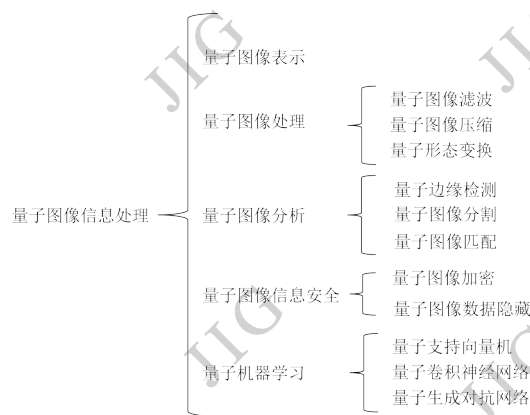 量子图像表示
量子图像处理
量子图像滤波
量子图像压缩
量子形态变换
量子图像信息处理
量子图像分析
量子边缘检测
量子图像分割
量子图像匹配
量子图像信息安全
量子图像加密
量子图像数据隐藏
量子机器学习
量子支持向量机
量子卷积神经网络
量子生成对抗网络
JIG
JIG
JIG
JIG